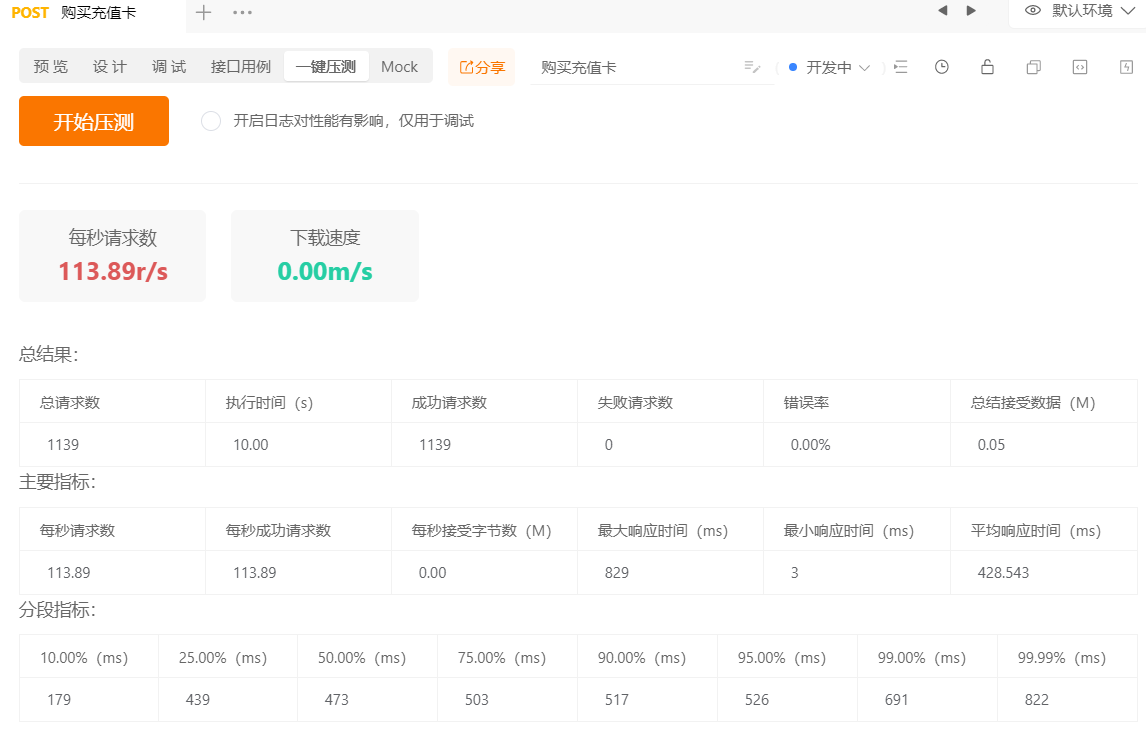 POST 购买充值卡
默认环境
预览 设计 调试 接口用例 一键压测 Mock 分享 购买充值卡 开发中
开始压测 开启日志对性能有影响，仅用于调试
每秒请求数 下载速度
113.89r/s 0.00m/s
总结果：
总请求数 执行时间（s） 成功请求数 失败请求数 错误率 总结接受数据（M）
1139 10.00 1139 0 0.00% 0.05
主要指标：
每秒请求数 每秒成功请求数 每秒接受字节数（M） 最大响应时间（ms） 最小响应时间（ms） 平均响应时间（ms）
113.89 113.89 0.00 829 3 428.543
分段指标：
10.00%（ms） 25.00%（ms） 50.00%（ms） 75.00%（ms） 90.00%（ms） 95.00%（ms） 99.00%（ms） 99.99%（ms）
179 439 473 503 517 526 691 822